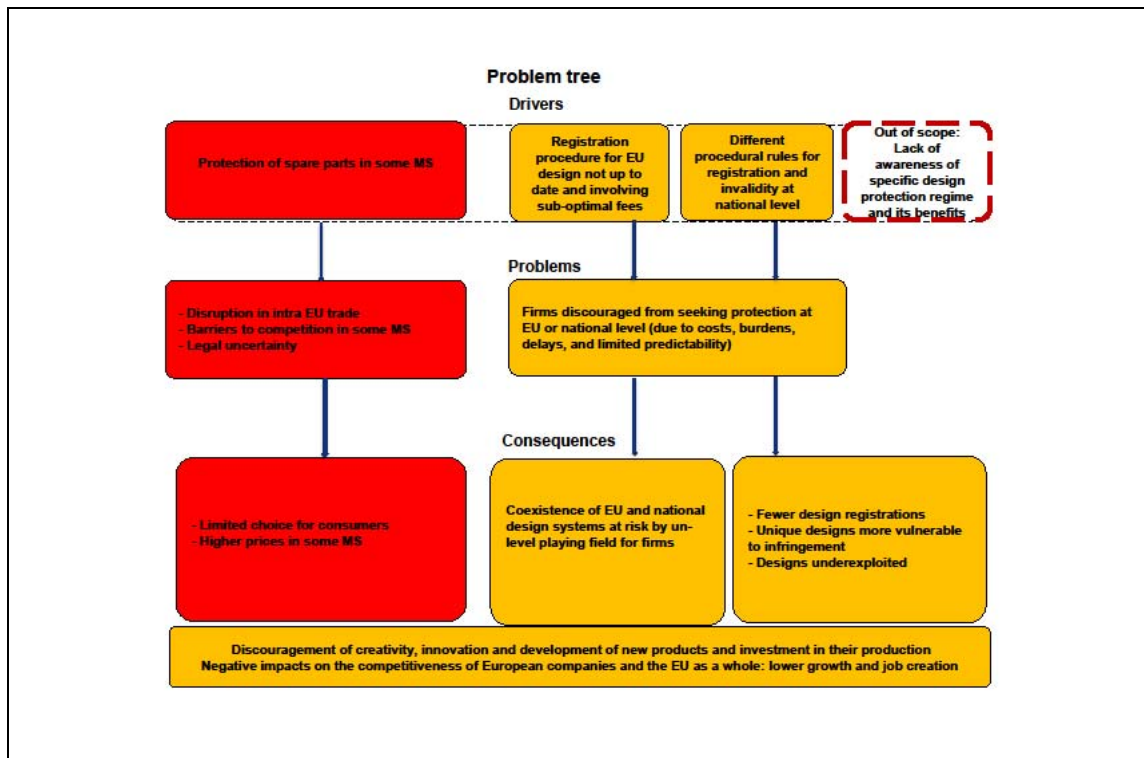 Problem tree
Drivers
Protection of spare parts in some MS
Registration
procedure for EU
design not up to
date and involving
sub-optimal fees
Different
procedural rules for
registration and
invalidity at
national level
Out of scope:
Lack of
awareness of
specific design
protection regime
and its benefits
Problems
- Disruption in intra EU trade
- Barriers to competition in some MS
- Legal uncertainty
Firms discouraged from seeking protection at
EU or national level (due to costs, burdens,
delays, and limited predictability)
Consequences
- Limited choice for consumers
- Higher prices in some MS
Coexistence of EU and national
design systems at risk by un-
level playing field for firms
- Fewer design registrations
- Unique designs more vulnerable
to infringement
- Designs underexploited
Discouragement of creativity, innovation and development of new products and investment in their production
Negative impacts on the competitiveness of European companies and the EU as a whole: lower growth and job creation